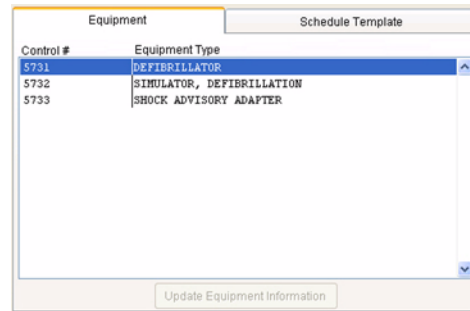 Equipment Schedule Template
Control # Equipment Type
5731 DEFIBRILLATOR
5732 SIMULATOR, DEFIBRILLATION
5733 SHOCK ADVISORY ADAPTER
Update Equipment Information